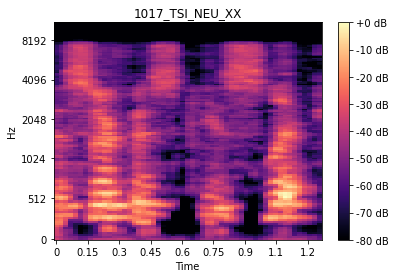 1017_TSI_NEU_XX
+0 dB
8192
-10 dB
4096
-20 dB
-30 dB
2048
Hz
-40 dB
1024
-50 dB
512
-60 dB
-70 dB
0
-80 dB
0 0.15 0.3 0.45 0.6 0.75 0.9 1.1 1.2
Time